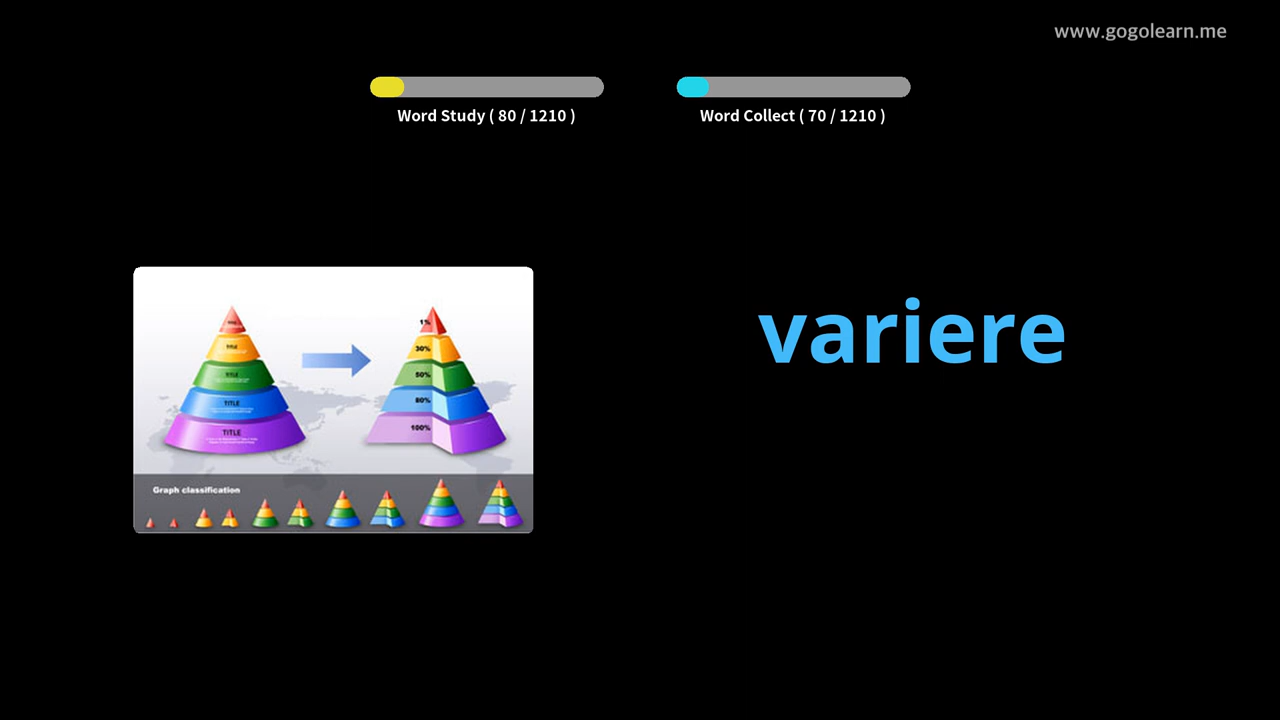 www.gogolearn.me
Word Study ( 80 / 1210 )
Word Collect ( 70 / 1210 )
variere
TITLE
TITLE
TITLE
TITLE
1%
30%
50%
80%
100%
Graph classification